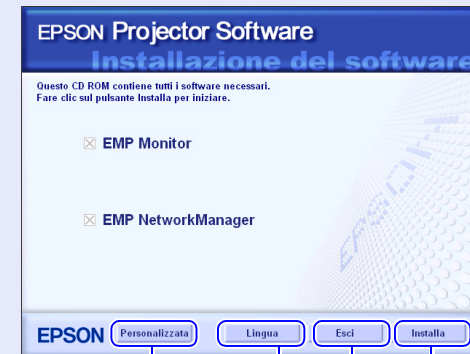 EPSON Projector Software
Installazione del software
Questo CD ROM contiene tutti i software necessari.
Fare clic sul pulsante Installa per iniziare.
EMP Monitor
EMP NetworkManager
EPSON
EPSON Personalizzata Lingua Esci Installa